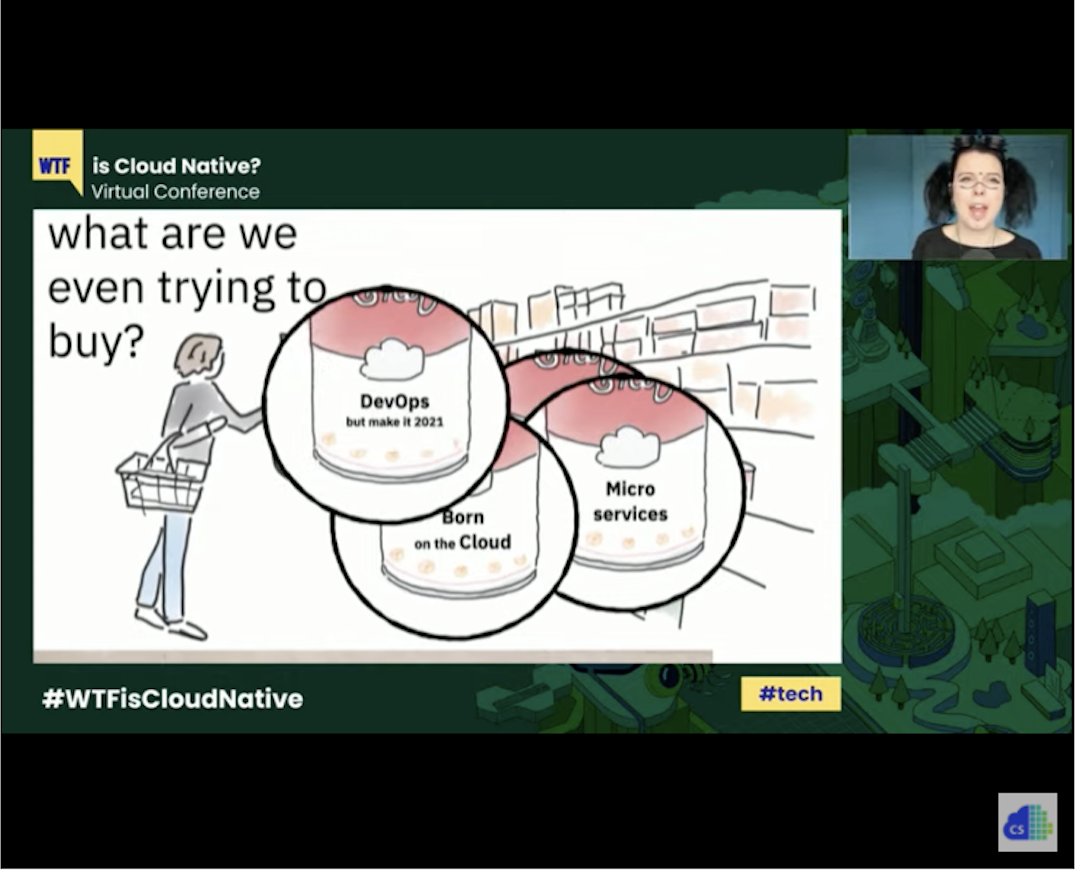 WTF
is Cloud Native?
Virtual Conference
what are we
even trying to
buy?
DevOps
but make it 2021
Born
on the Cloud
Micro
services
#WTFisCloudNative
#tech
CS